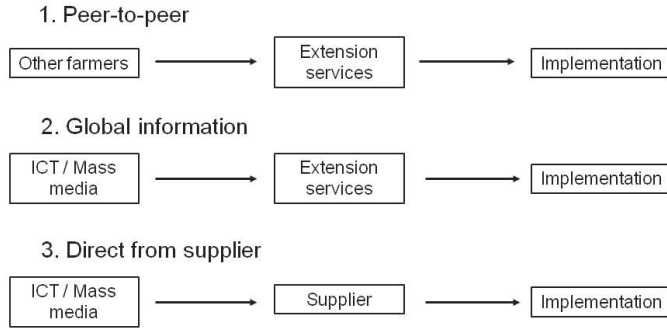 1. Peer-to-peer
Other farmers
Extension
services
Implementation
2. Global information
ICT / Mass
media
Extension
services
Implementation
3. Direct from supplier
ICT / Mass
media
Supplier
Implementation